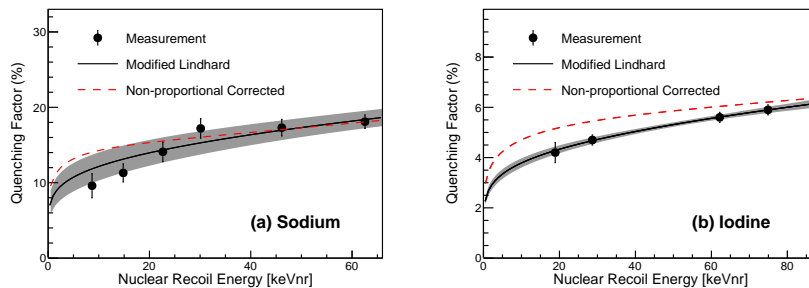 Quenching Factor (%)
30
20
10
0
Measurement
Modified Lindhard
Non-proportional Corrected
(a) Sodium
0 20 40 60
Nuclear Recoil Energy [keVnr]
Quenching Factor (%)
8
6
4
2
0
Measurement
Modified Lindhard
Non-proportional Corrected
(b) Iodine
0 20 40 60 80
Nuclear Recoil Energy [keVnr]